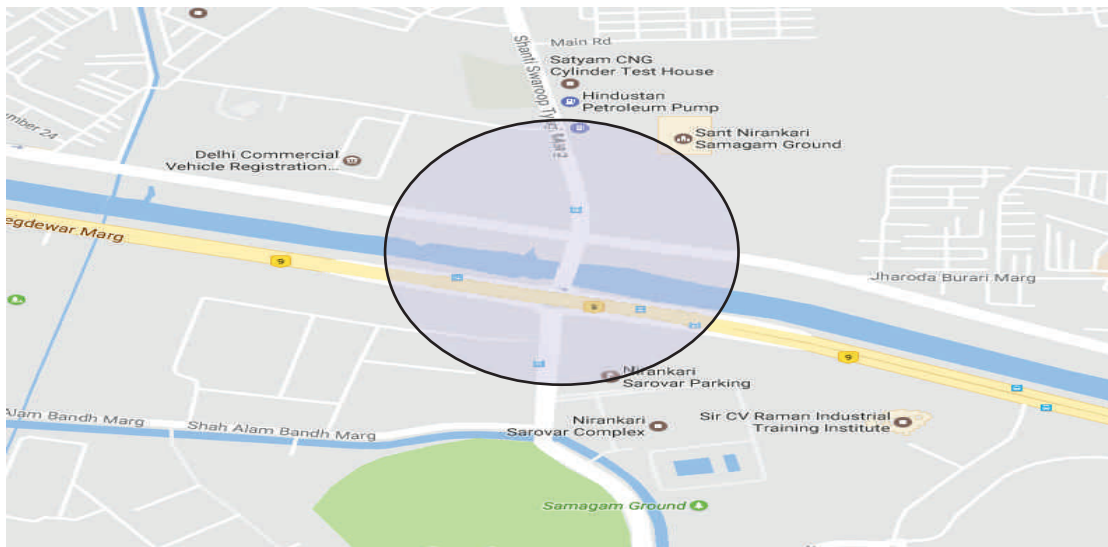 Main Rd
Satyam CNG
Cylinder Test House
Shanti Swaroop
Hindustan
Petroleum Pump
Sant Nirankari
Samagam Ground
24
Delhi Commercial
Vehicle Registration...
egdewar Marg
9
Jharoda Burari Marg
9
9
Nirankari
Sarovar Parking
Alam Bandh Marg
Shah Alam Bandh Marg
Nirankari
Sarovar Complex
Sir CV Raman Industrial
Training Institute
Samagam Ground